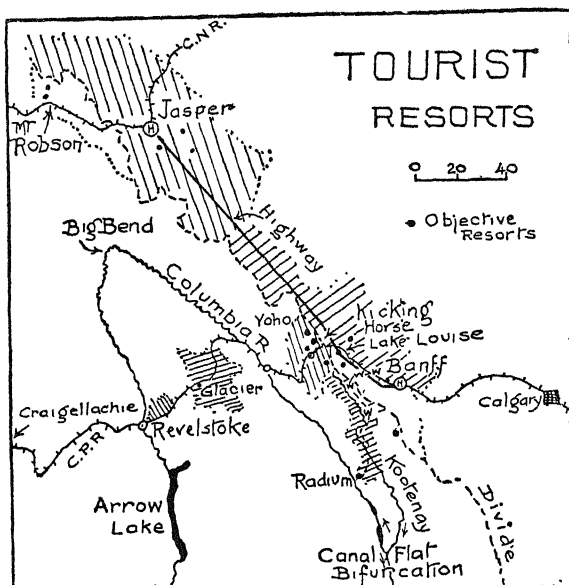 TOURIST
RESORTS
0 20 40
Objective
Resorts
C.N.R.
Jasper
H
Mt
Robson
Highway
Big Bend
Columbia R
Yoho
Kicking
Horse
Lake Louise
Banff
H
Calgary
Glacier
Craigellachie
Revelstoke
C.P.R
Radium
Kootenay
Divide
Arrow
Lake
Canal Flat
Bifurcation